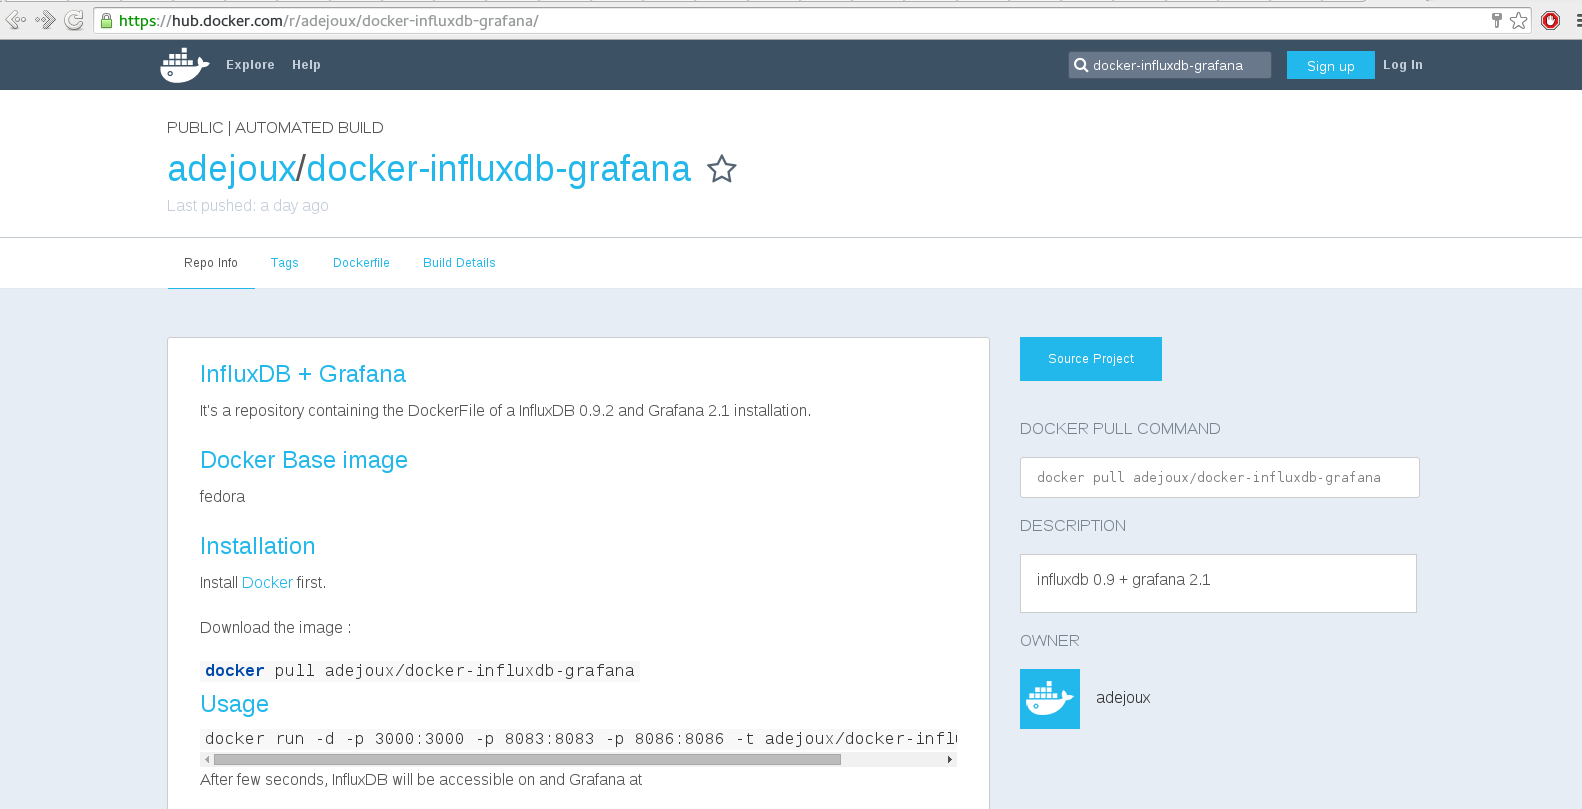 https://hub.docker.com/r/adejoux/docker-influxdb-grafana/
Explore Help docker-influxdb-grafana Sign up Log In
PUBLIC | AUTOMATED BUILD
adejoux/docker-influxdb-grafana
Last pushed: a day ago
Repo Info Tags Dockerfile Build Details
InfluxDB + Grafana
It's a repository containing the DockerFile of a InfluxDB 0.9.2 and Grafana 2.1 installation.
Docker Base image
fedora
Installation
Install Docker first.
Download the image :
docker pull adejoux/docker-influxdb-grafana
Usage
docker run -d -p 3000:3000 -p 8083:8083 -p 8086:8086 -t adejoux/docker-infl
After few seconds, InfluxDB will be accessible on and Grafana at
Source Project
DOCKER PULL COMMAND
docker pull adejoux/docker-influxdb-grafana
DESCRIPTION
influxdb 0.9 + grafana 2.1
OWNER
adejoux